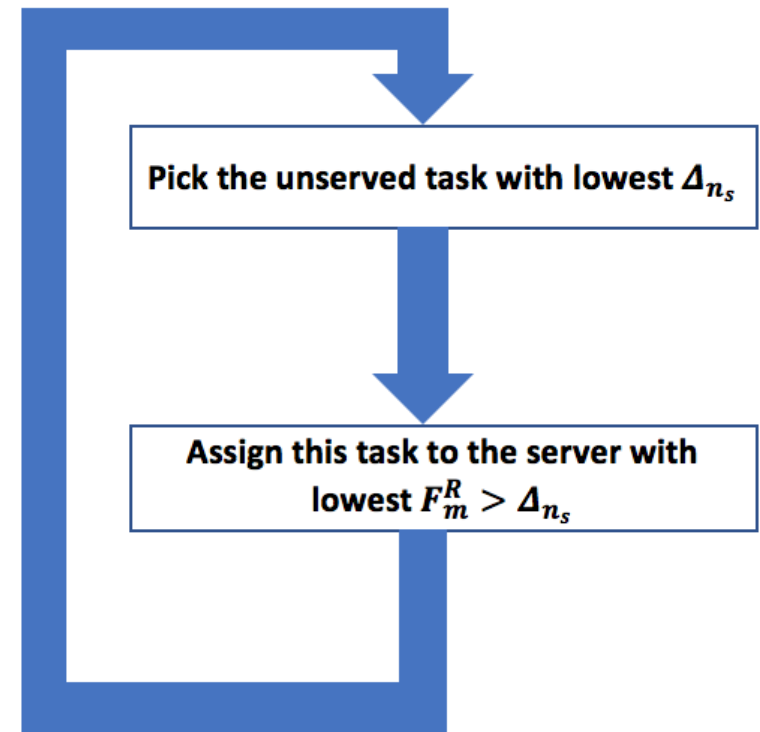 Pick the unserved task with lowest Δ_{n_s}
Assign this task to the server with
lowest F_m^R > Δ_{n_s}